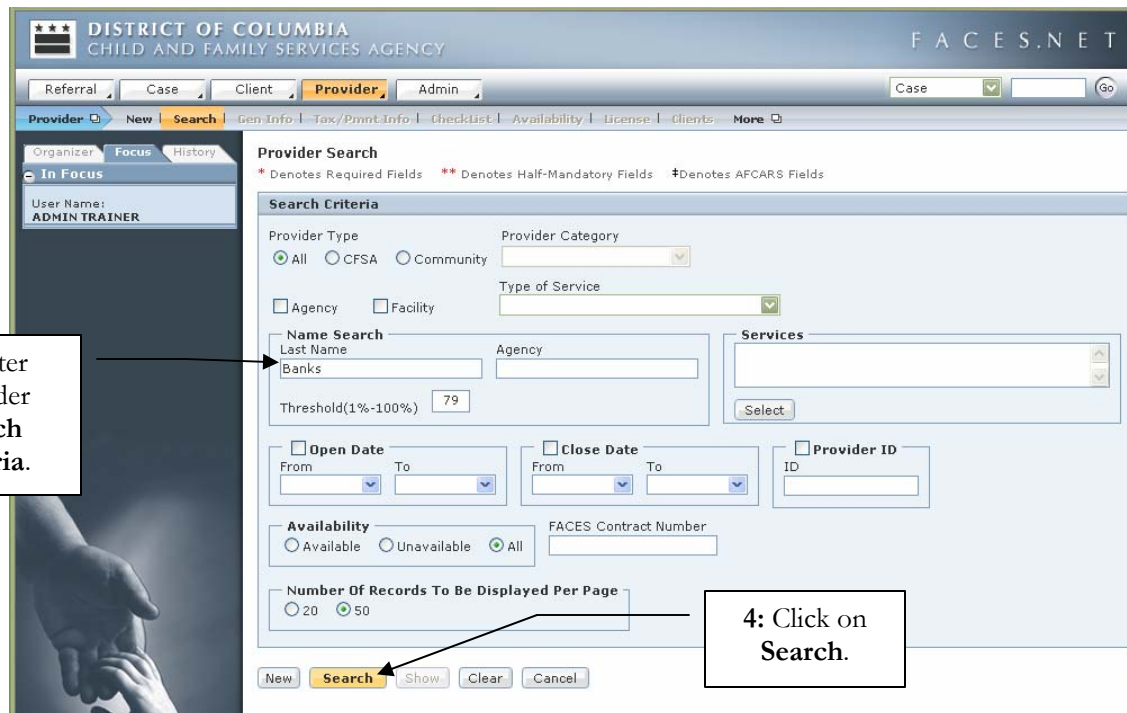 DISTRICT OF COLUMBIA
CHILD AND FAMILY SERVICES AGENCY
FACES.NET
Referral Case Client Provider Admin Case Go
Provider New Search Gen Info Tax/Pmnt Info CheckList Availability License Clients More
Organizer Focus History
In Focus
User Name:
ADMIN TRAINER
Provider Search
* Denotes Required Fields ** Denotes Half-Mandatory Fields ‡Denotes AFCARS Fields
Search Criteria
Provider Type Provider Category
All CFSA Community
Type of Service
Agency Facility
Name Search
Last Name Agency
Banks
Threshold(1%-100%) 79
Services
Select
Open Date
From To
Close Date
From To
Provider ID
ID
Availability
Available Unavailable All
FACES Contract Number
Number Of Records To Be Displayed Per Page
20 50
New Search Show Clear Cancel
4: Click on
Search.